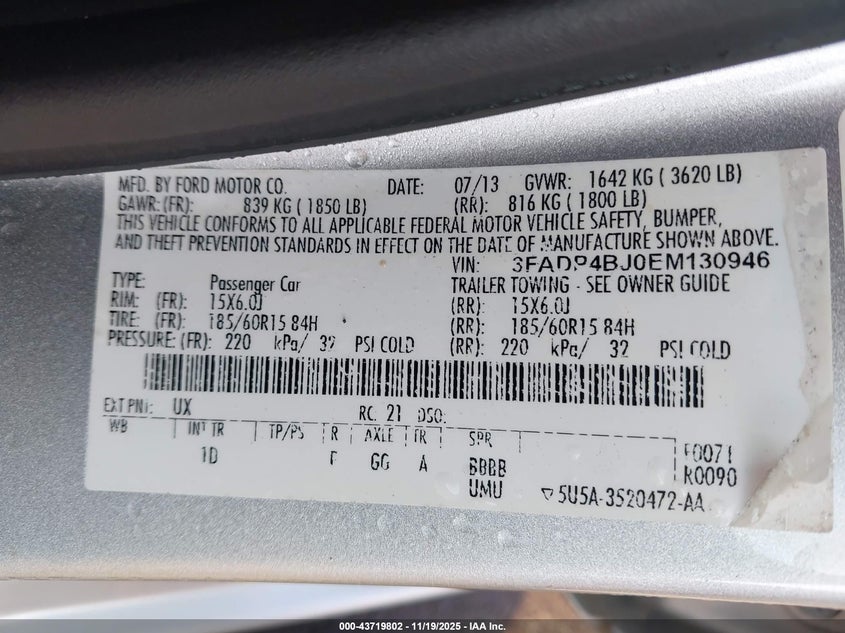 MFD. BY FORD MOTOR CO. DATE: 07/13 GVWR: 1642 KG ( 3620 LB)
GAWR: (FR): 839 KG ( 1850 LB) (RR): 816 KG ( 1800 LB)
THIS VEHICLE CONFORMS TO ALL APPLICABLE FEDERAL MOTOR VEHICLE SAFETY, BUMPER,
AND THEFT PREVENTION STANDARDS IN EFFECT ON THE DATE OF MANUFACTURE SHOWN ABOVE.
VIN: 3FADP4BJ0EM130946
TYPE: Passenger Car TRAILER TOWING - SEE OWNER GUIDE
RIM: (FR): 15X6.0J (RR): 15X6.0J
TIRE: (FR): 185/60R15 84H (RR): 185/60R15 84H
PRESSURE: (FR): 220 kPa/ 32 PSI COLD (RR): 220 kPa/ 32 PSI COLD
EXT PNT: UX RC: 21 DSO:
WB INT TR TP/PS R AXLE TR SPR F0071
1D F GG A BBBB R0090
UMU ▽5U5A-3520472-AA
000-43719802 - 11/19/2025 - IAA Inc.